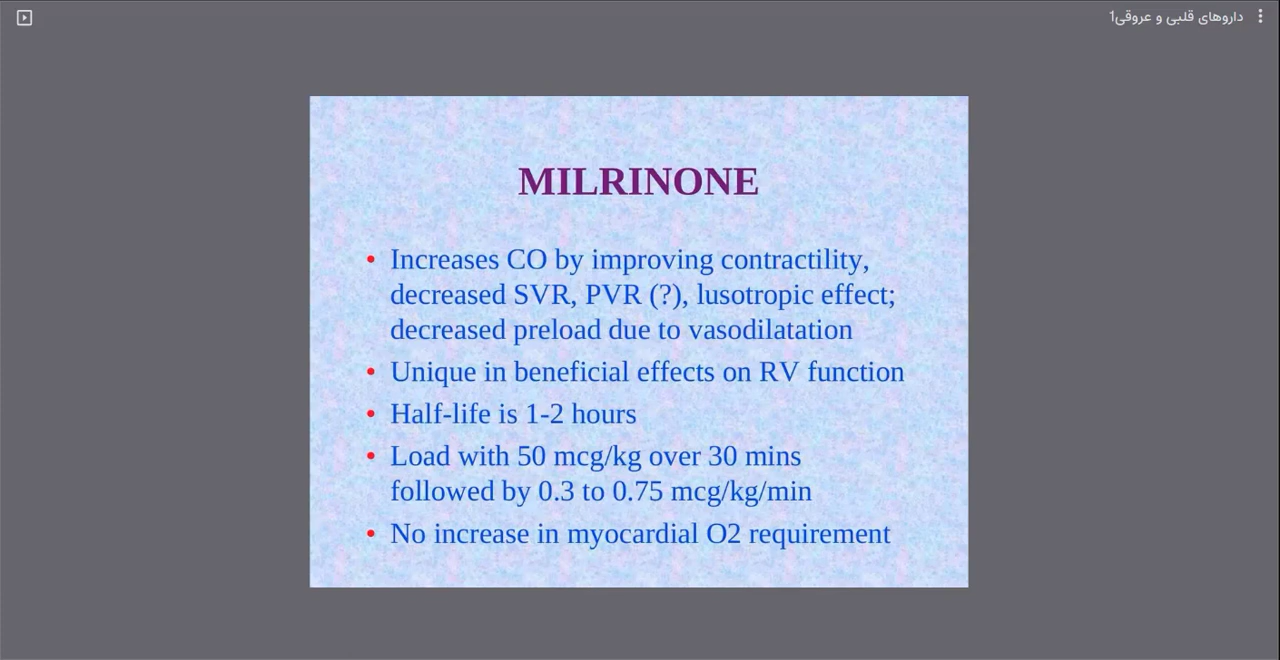 داروهای قلبی و عروقی1
MILRINONE
• Increases CO by improving contractility,
decreased SVR, PVR (?), lusotropic effect;
decreased preload due to vasodilatation
• Unique in beneficial effects on RV function
• Half-life is 1-2 hours
• Load with 50 mcg/kg over 30 mins
followed by 0.3 to 0.75 mcg/kg/min
• No increase in myocardial O2 requirement